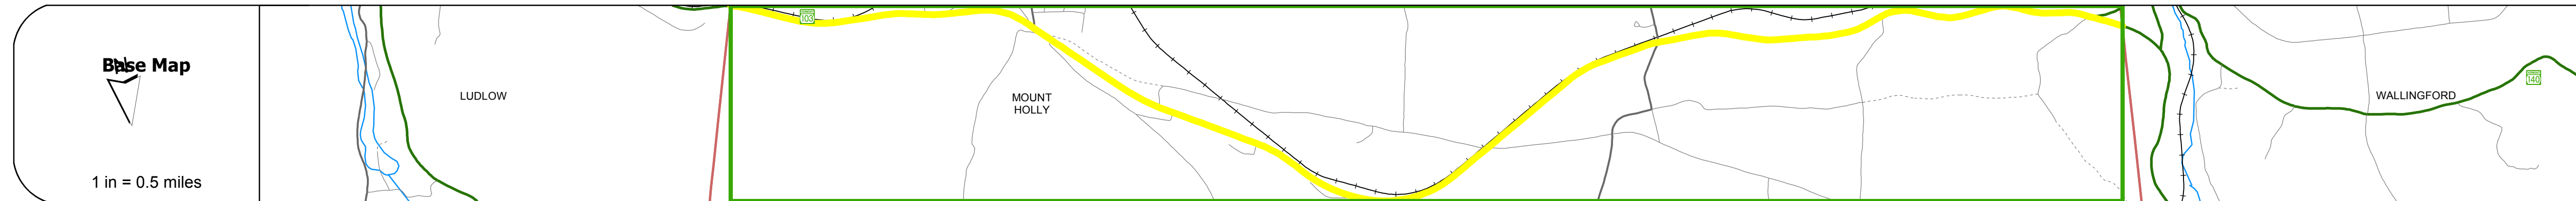 Base Map
1 in = 0.5 miles
LUDLOW
103
MOUNT
HOLLY
WALLINGFORD
140